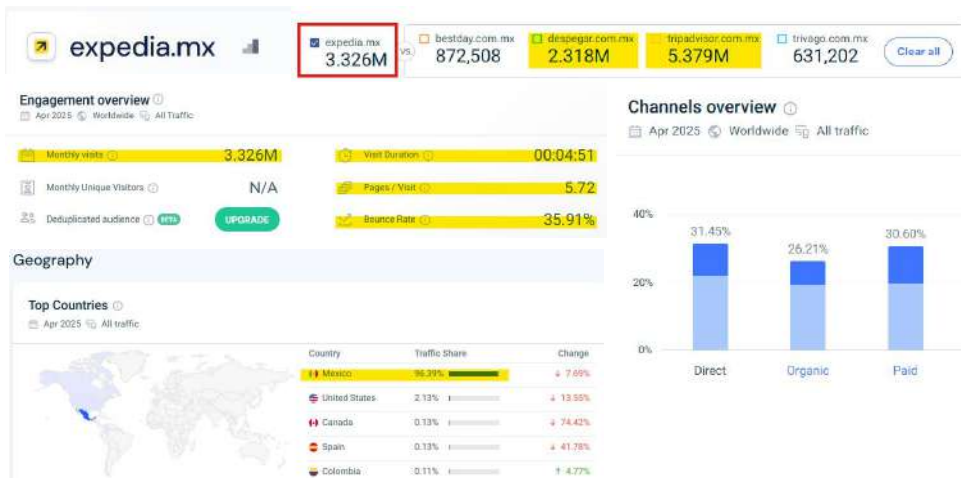 expedia.mx
expedia.mx
3.326M
vs.
bestday.com.mx
872,508
despegar.com.mx
2.318M
tripadvisor.com.mx
5.379M
trivago.com.mx
631,202
Clear all
Engagement overview
Apr 2025 Worldwide All Traffic
Monthly visits 3.326M
Monthly Unique Visitors N/A
Deduplicated audience BETA UPGRADE
Visit Duration 00:04:51
Pages / Visit 5.72
Bounce Rate 35.91%
Channels overview
Apr 2025 Worldwide All traffic
40%
20%
0%
31.45%
26.21%
30.60%
Direct Organic Paid
Geography
Top Countries
Apr 2025 All traffic
Country Traffic Share Change
Mexico 96.39% ↓ 7.69%
United States 2.13% ↓ 13.55%
Canada 0.13% ↓ 74.42%
Spain 0.13% ↓ 41.78%
Colombia 0.11% ↑ 4.77%